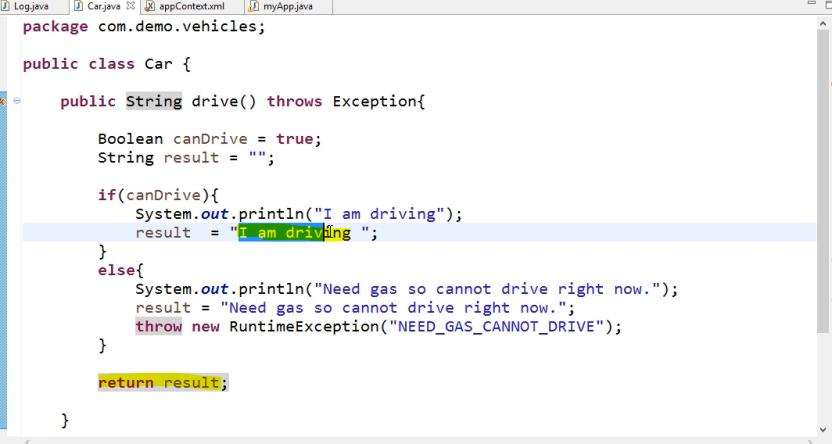 Log.java Car.java appContext.xml myApp.java
package com.demo.vehicles;
public class Car {
public String drive() throws Exception{
Boolean canDrive = true;
String result = "";
if(canDrive){
System.out.println("I am driving");
result  = "I am driving ";
}
else{
System.out.println("Need gas so cannot drive right now.");
result = "Need gas so cannot drive right now.";
throw new RuntimeException("NEED_GAS_CANNOT_DRIVE");
}
return result;
}